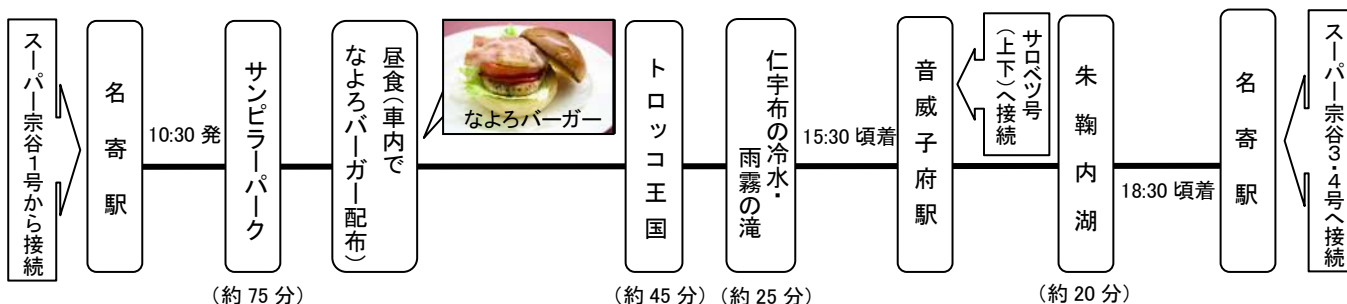 スーパー宗谷1号から接続
名寄駅
10:30 発
サンピラーパーク
(約 75 分)
昼食(車内で
なよろバーガー配布)
なよろバーガー
トロッコ王国
(約 45 分)
仁宇布の冷水・
雨霧の滝
(約 25 分)
15:30 頃着
音威子府駅
サロベツ号
(上下)へ接続
朱鞠内湖
(約 20 分)
18:30 頃着
名寄駅
スーパー宗谷3・4号へ接続